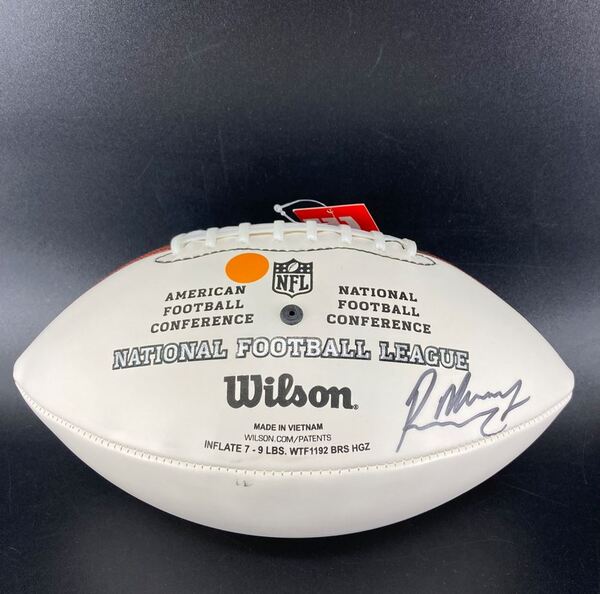 NFL
AMERICAN
FOOTBALL
CONFERENCE
NATIONAL
FOOTBALL
CONFERENCE
NATIONAL FOOTBALL LEAGUE
Wilson.
MADE IN VIETNAM
WILSON.COM/PATENTS
INFLATE 7 - 9 LBS. WTF1192 BRS HGZ